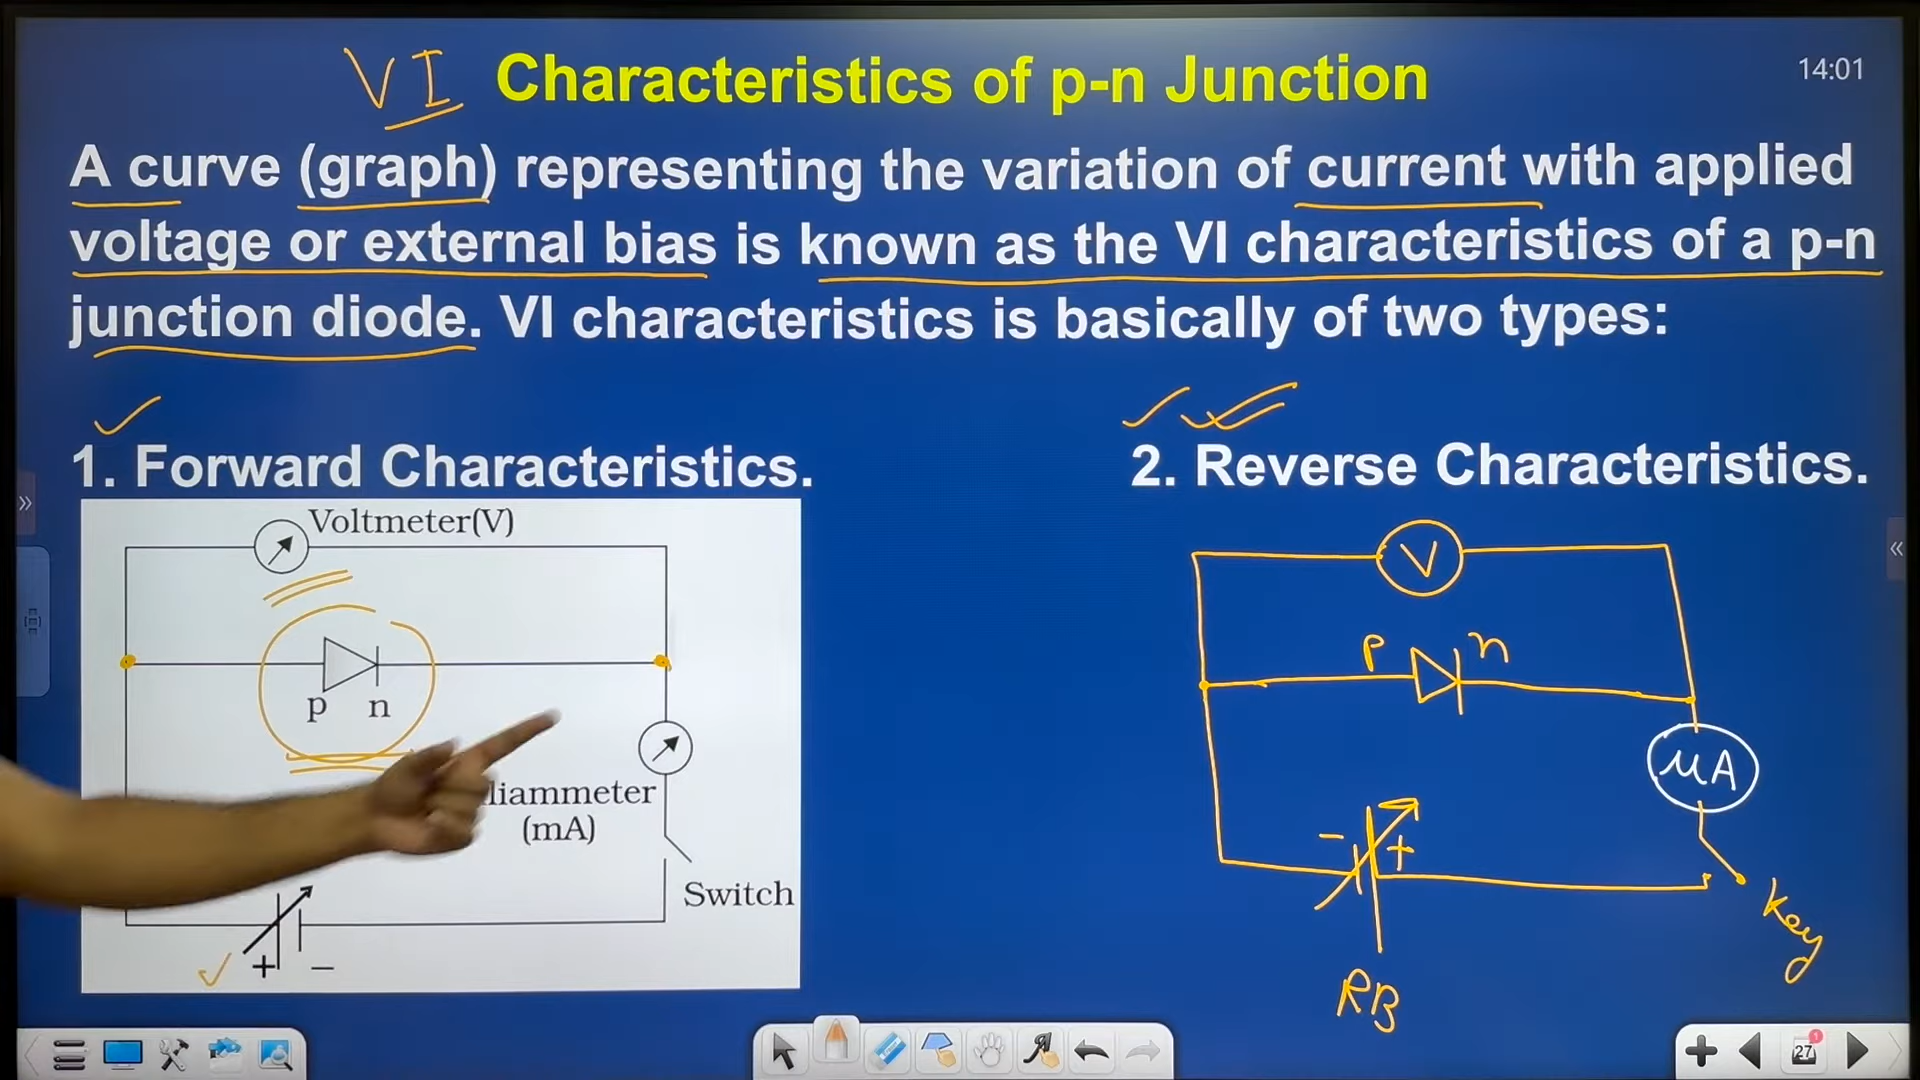 VI Characteristics of p-n Junction
14:01
A curve (graph) representing the variation of current with applied
voltage or external bias is known as the VI characteristics of a p-n
junction diode. VI characteristics is basically of two types:
1. Forward Characteristics.
2. Reverse Characteristics.
Voltmeter(V)
p n
(mA)
Switch
+ −
V
P n
μA
− +
Key
RB
27
1